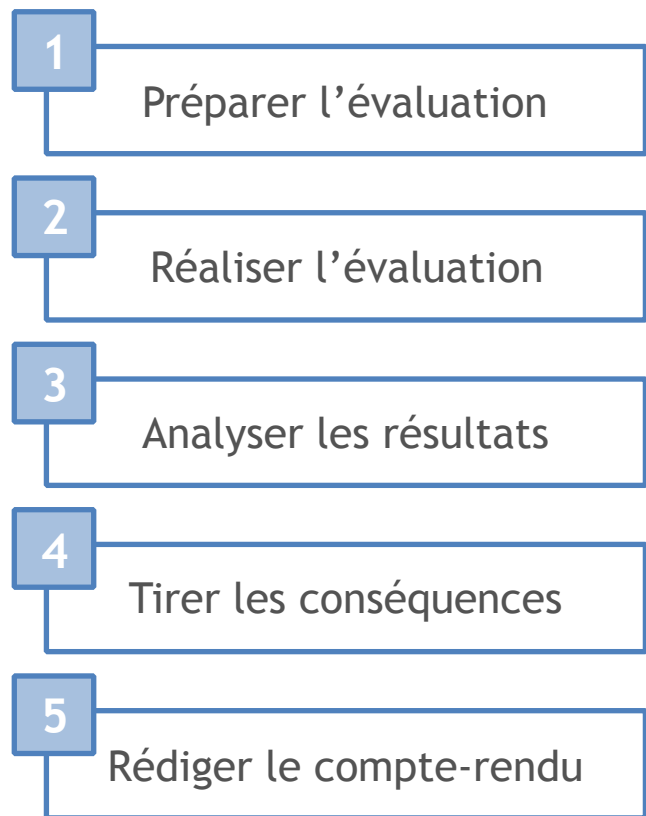 1
Préparer l’évaluation
2
Réaliser l’évaluation
3
Analyser les résultats
4
Tirer les conséquences
5
Rédiger le compte-rendu